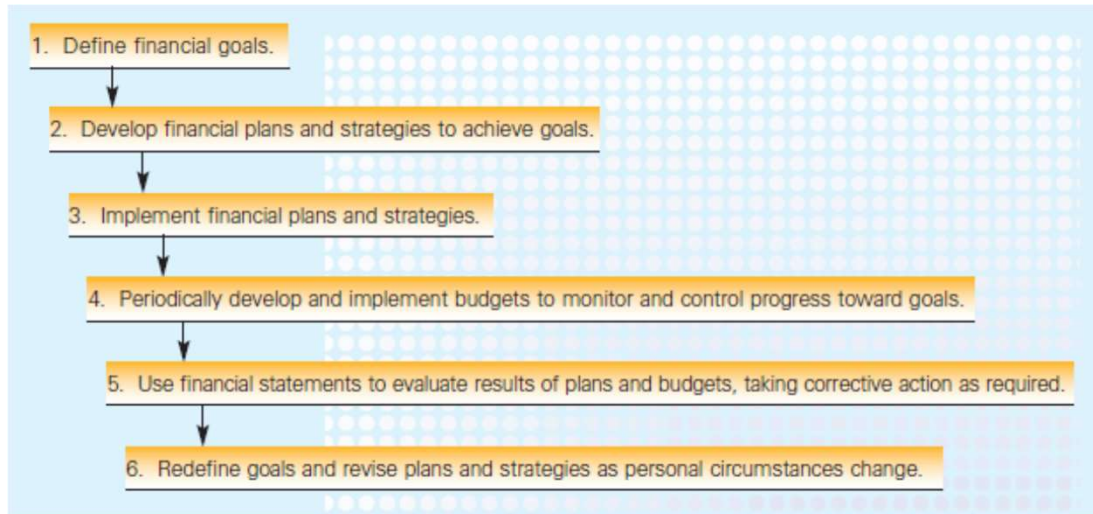 1. Define financial goals.
2. Develop financial plans and strategies to achieve goals.
3. Implement financial plans and strategies.
4. Periodically develop and implement budgets to monitor and control progress toward goals.
5. Use financial statements to evaluate results of plans and budgets, taking corrective action as required.
6. Redefine goals and revise plans and strategies as personal circumstances change.